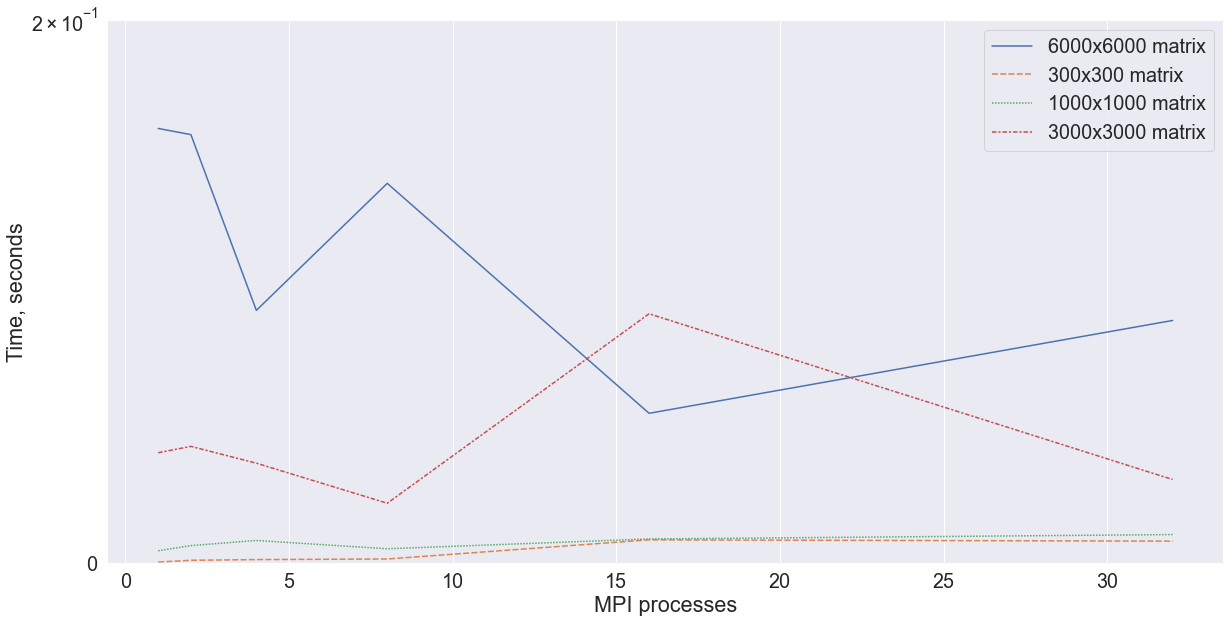 2 × 10⁻¹
6000x6000 matrix
300x300 matrix
1000x1000 matrix
3000x3000 matrix
Time, seconds
0
0 5 10 15 20 25 30
MPI processes